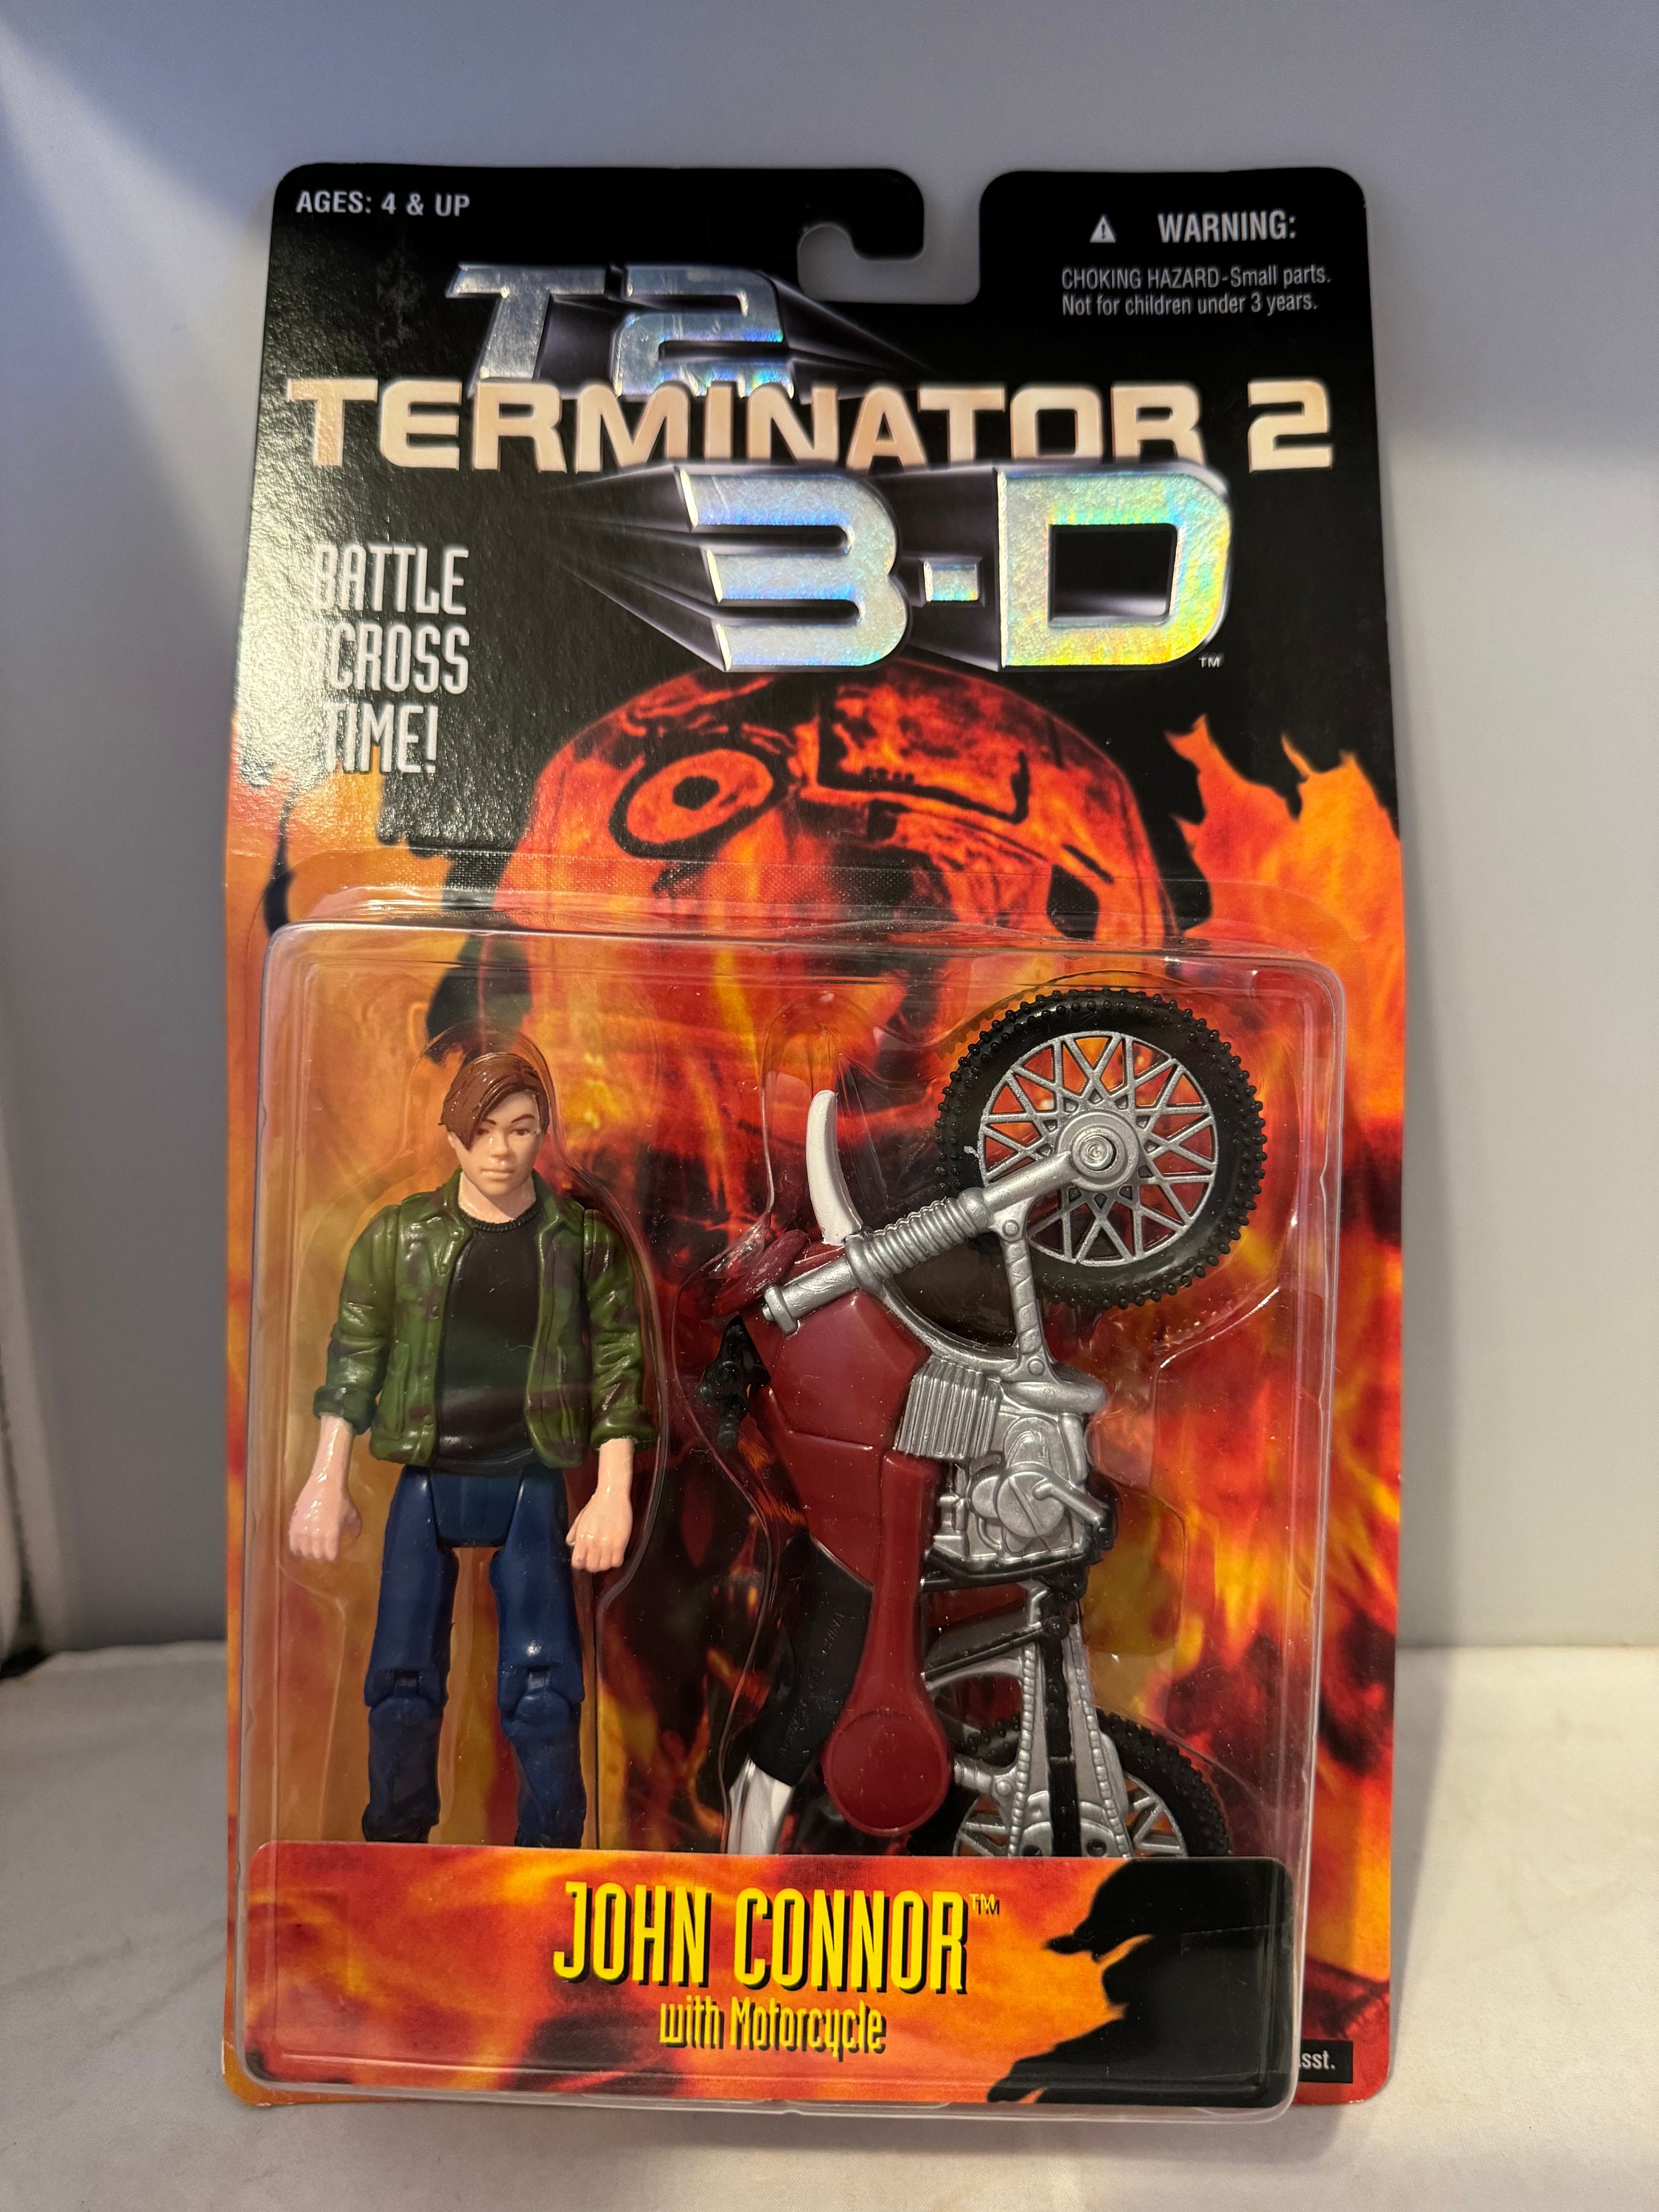 AGES: 4 & UP
WARNING:
CHOKING HAZARD-Small parts.
Not for children under 3 years.
T2
TERMINATOR 2
3-D™
BATTLE
ACROSS
TIME!
CHINA
JOHN CONNOR™
with Motorcycle
sst.